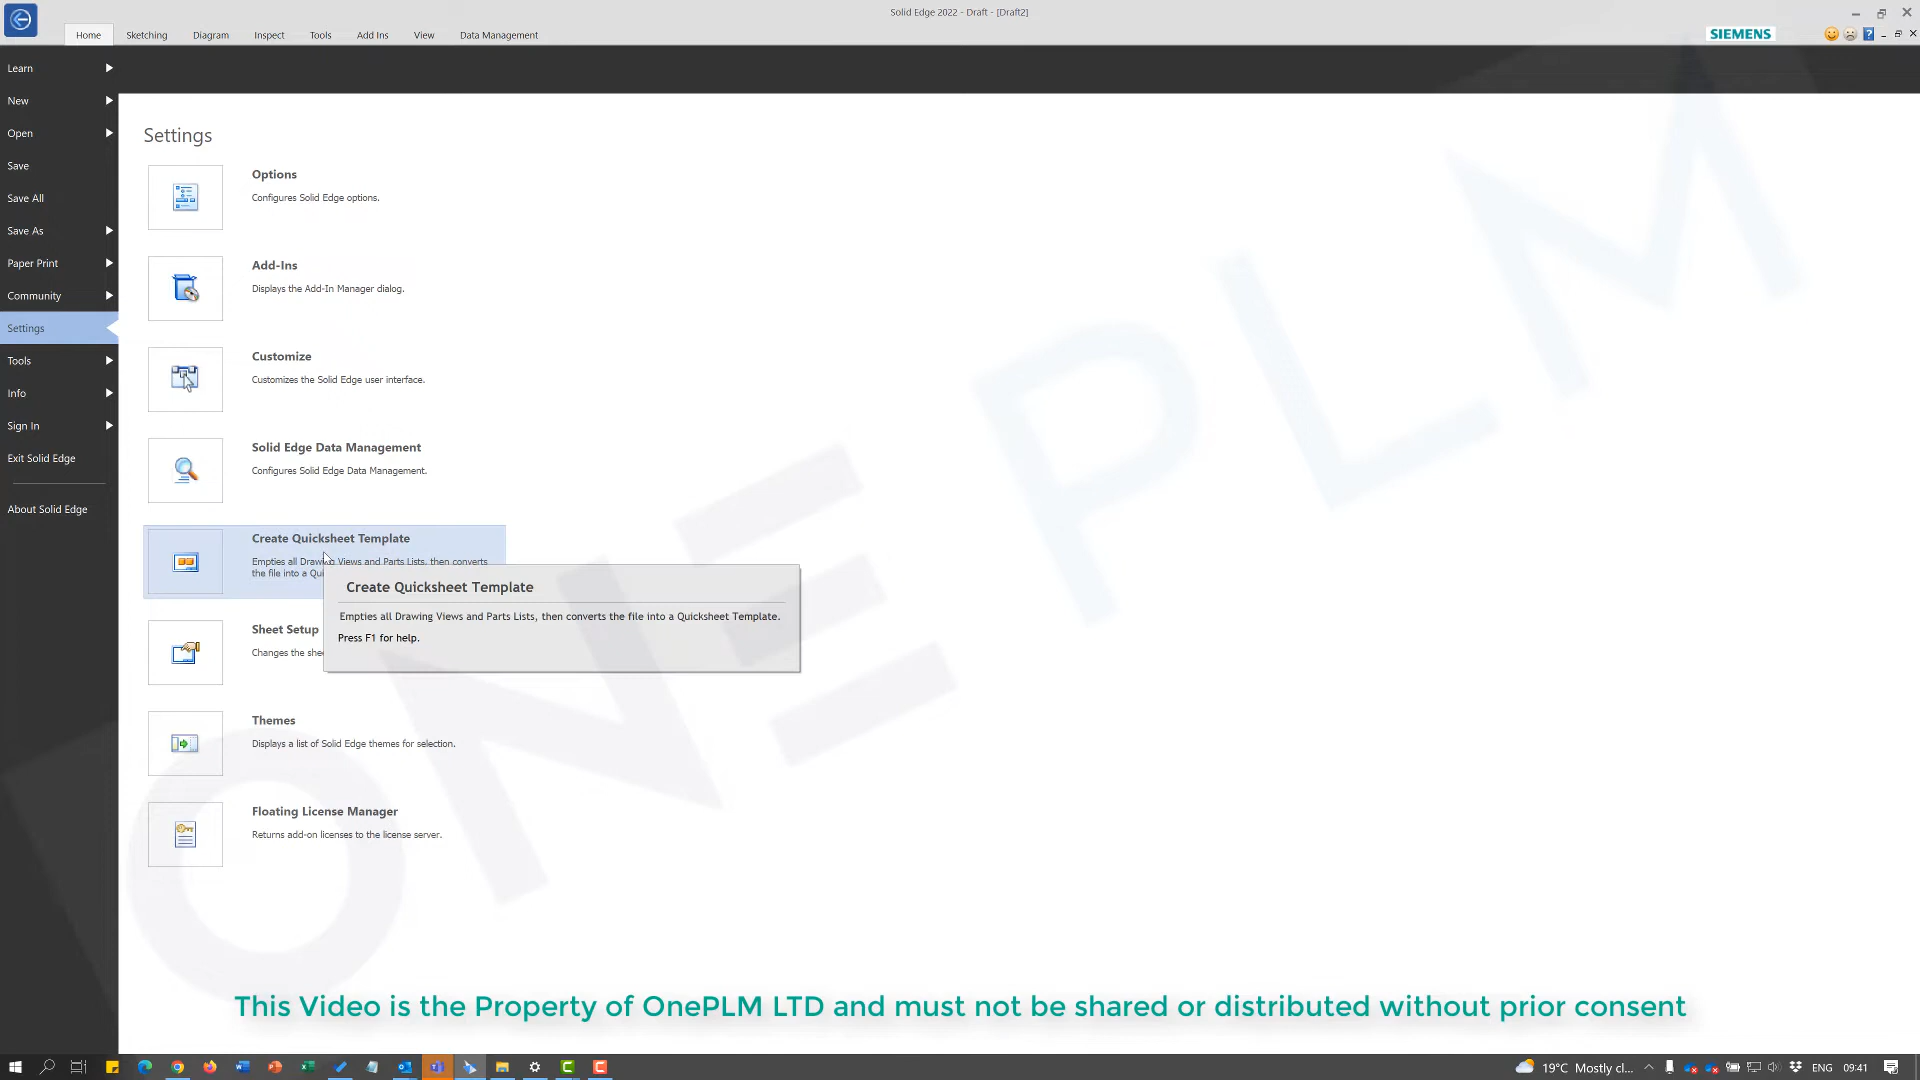 Solid Edge 2022 - Draft - [Draft2]
Home Sketching Diagram Inspect Tools Add Ins View Data Management
SIEMENS
Learn
New
Open
Save
Save All
Save As
Paper Print
Community
Settings
Tools
Info
Sign In
Exit Solid Edge
About Solid Edge
Settings
Options
Configures Solid Edge options.
Add-Ins
Displays the Add-In Manager dialog.
Customize
Customizes the Solid Edge user interface.
Solid Edge Data Management
Configures Solid Edge Data Management.
Create Quicksheet Template
Empties all Drawing Views and Parts Lists, then converts
the file into a
Create Quicksheet Template
Empties all Drawing Views and Parts Lists, then converts the file into a Quicksheet Template.
Press F1 for help.
Sheet Setup
Changes the
Themes
Displays a list of Solid Edge themes for selection.
Floating License Manager
Returns add-on licenses to the license server.
ONEPLM
This Video is the Property of OnePLM LTD and must not be shared or distributed without prior consent
19°C Mostly cl... ENG 09:41